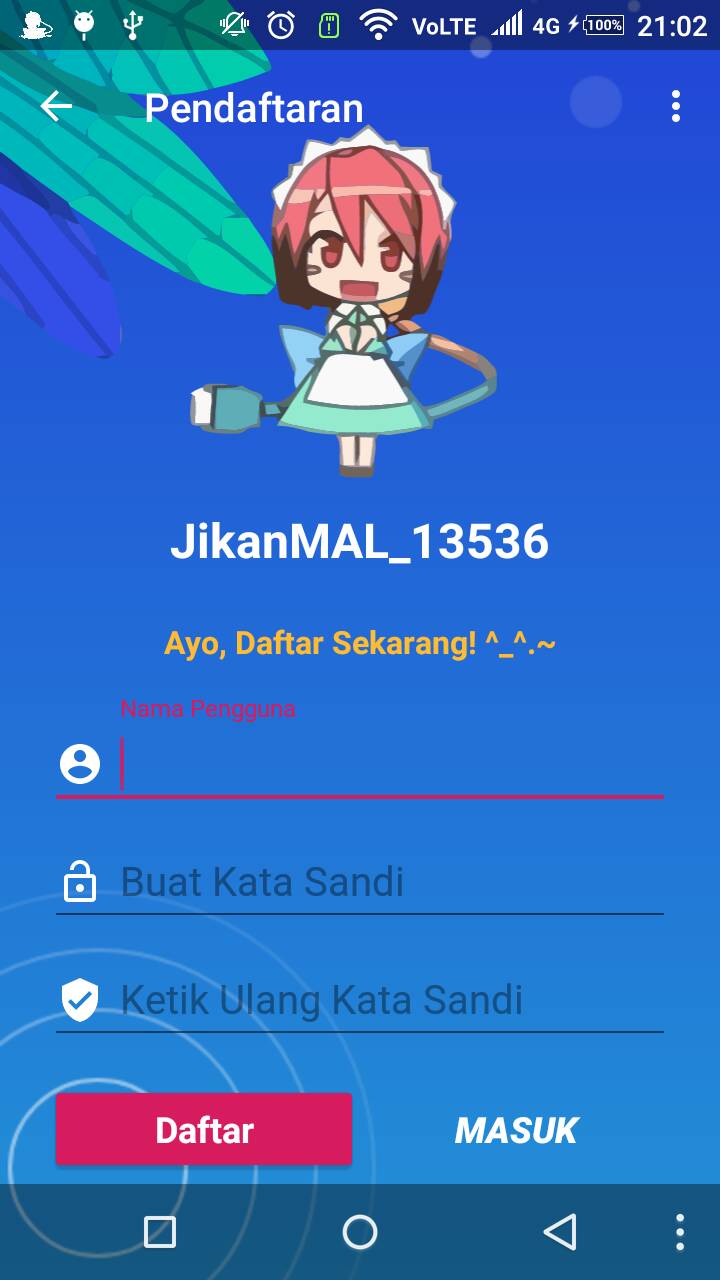 VoLTE 4G 100% 21:02
Pendaftaran
JikanMAL_13536
Ayo, Daftar Sekarang! ^_^.~
Nama Pengguna
Buat Kata Sandi
Ketik Ulang Kata Sandi
Daftar
MASUK